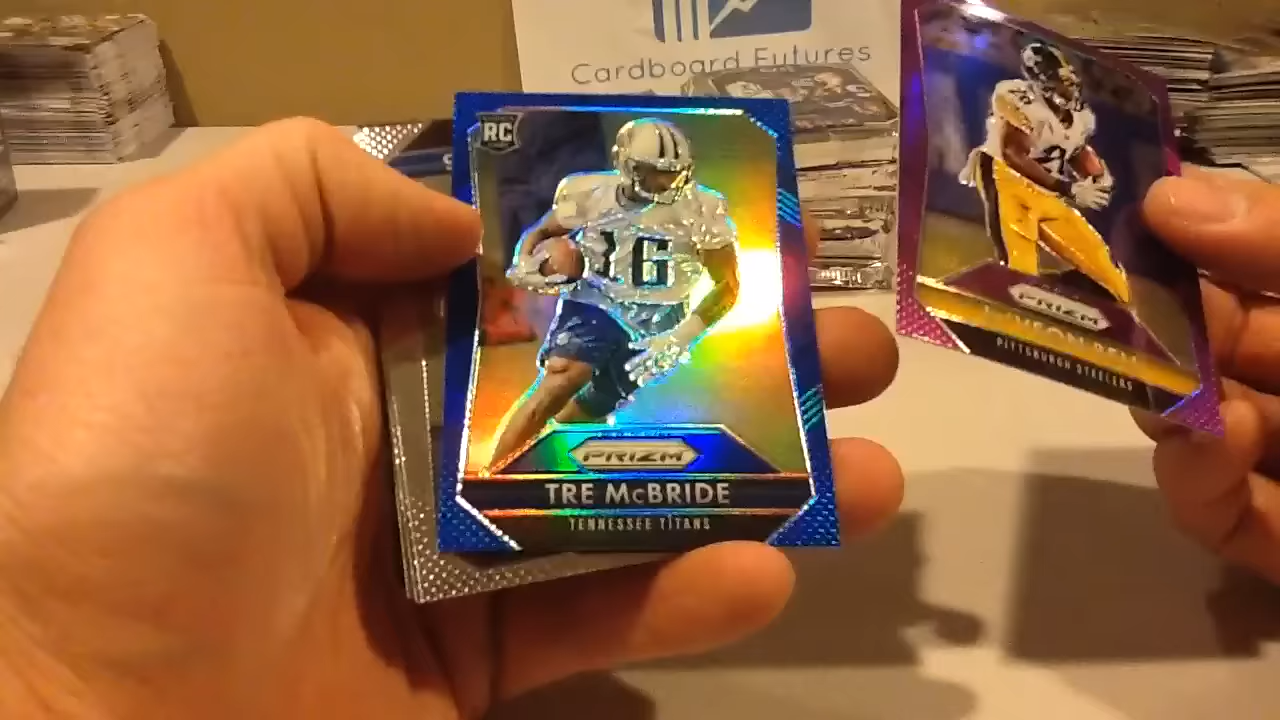 Cardboard Futures
RC
16
PRIZM
TRE McBRIDE
TENNESSEE TITANS
PRIZM
PITTSBURGH STEELERS